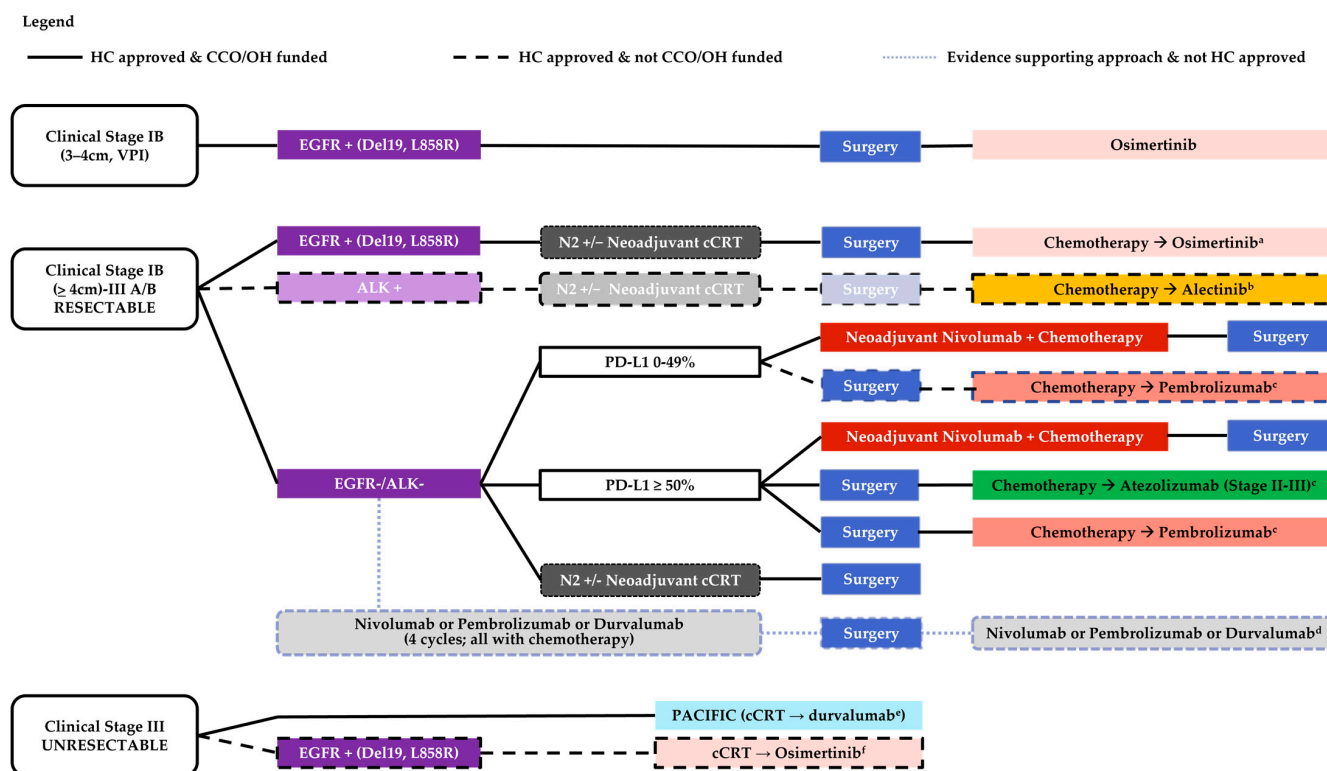 Legend
HC approved & CCO/OH funded
HC approved & not CCO/OH funded
Evidence supporting approach & not HC approved
Clinical Stage IB
(3–4cm, VPI)
EGFR + (Del19, L858R)
Surgery
Osimertinib
Clinical Stage IB
(≥ 4cm)-III A/B
RESECTABLE
EGFR + (Del19, L858R)
N2 +/− Neoadjuvant cCRT
Surgery
Chemotherapy → Osimertinibᵃ
ALK +
N2 +/− Neoadjuvant cCRT
Surgery
Chemotherapy → Alectinibᵇ
EGFR-/ALK-
PD-L1 0-49%
Neoadjuvant Nivolumab + Chemotherapy
Surgery
Surgery
Chemotherapy → Pembrolizumabᶜ
PD-L1 ≥ 50%
Neoadjuvant Nivolumab + Chemotherapy
Surgery
Surgery
Chemotherapy → Atezolizumab (Stage II-III)ᶜ
Surgery
Chemotherapy → Pembrolizumabᶜ
N2 +/- Neoadjuvant cCRT
Surgery
Nivolumab or Pembrolizumab or Durvalumab
(4 cycles; all with chemotherapy)
Surgery
Nivolumab or Pembrolizumab or Durvalumabᵈ
Clinical Stage III
UNRESECTABLE
PACIFIC (cCRT → durvalumabᵉ)
EGFR + (Del19, L858R)
cCRT → Osimertinibᶠ